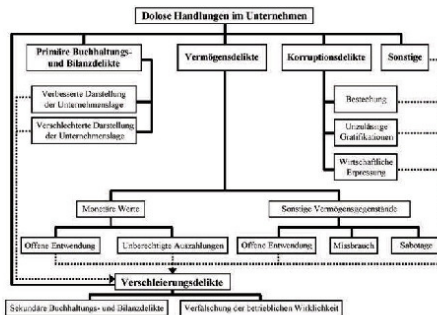 Dolose Handlungen im Unternehmen
Primäre Buchhaltungs-
und Bilanzdelikte
Vermögensdelikte
Korruptionsdelikte
Sonstige
Verbesserte Darstellung
der Unternehmenslage
Verschlechterte Darstellung
der Unternehmenslage
Bestechung
Unzulässige
Gratifikationen
Wirtschaftliche
Erpressung
Monetäre Werte
Sonstige Vermögensgegenstände
Offene Entwendung
Unberechtigte Auszahlungen
Offene Entwendung
Missbrauch
Sabotage
Verschleierungsdelikte
Sekundäre Buchhaltungs- und Bilanzdelikte
Verfälschung der betrieblichen Wirklichkeit